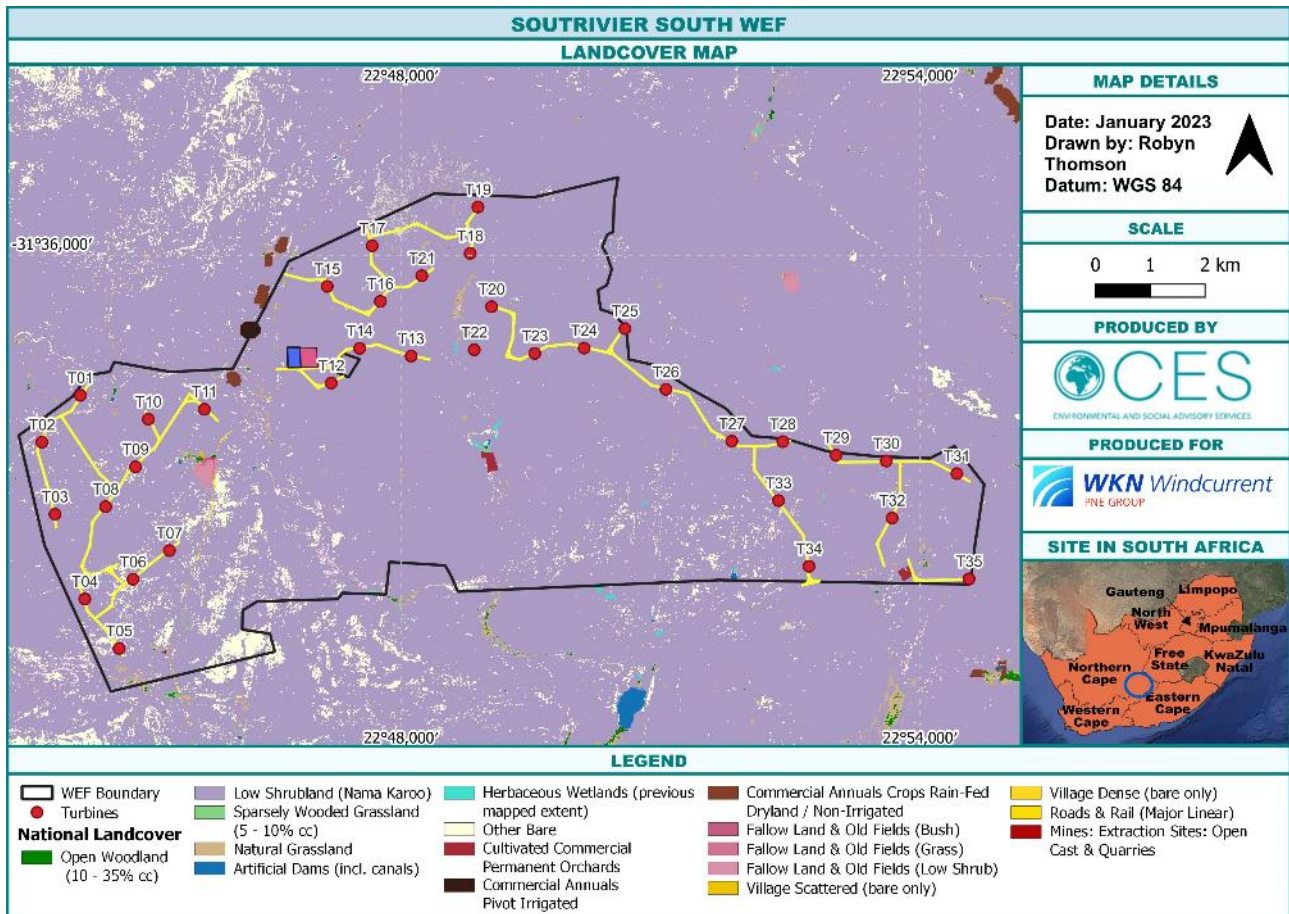 SOUTRIVIER SOUTH WEF
LANDCOVER MAP
22°48,000'
22°54,000'
-31°36,000'
T19
T17
T18
T21
T15
T16
T20
T25
T14
T13
T22
T23
T24
T12
T01
T11
T26
T10
T02
T09
T27
T28
T29
T30
T31
T08
T03
T33
T32
T07
T06
T34
T35
T04
T05
22°48,000'
22°54,000'
MAP DETAILS
Date: January 2023
Drawn by: Robyn
Thomson
Datum: WGS 84
SCALE
0 1 2 km
PRODUCED BY
CES
ENVIRONMENTAL AND SOCIAL ADVISORY SERVICES
PRODUCED FOR
WKN Windcurrent
PNE GROUP
SITE IN SOUTH AFRICA
Limpopo
Gauteng
North
West
Mpumalanga
Free
State
KwaZulu
Natal
Northern
Cape
Eastern
Cape
Western
Cape
LEGEND
WEF Boundary
Turbines
National Landcover
Open Woodland
(10 - 35% cc)
Low Shrubland (Nama Karoo)
Sparsely Wooded Grassland
(5 - 10% cc)
Natural Grassland
Artificial Dams (incl. canals)
Herbaceous Wetlands (previous
mapped extent)
Other Bare
Cultivated Commercial
Permanent Orchards
Commercial Annuals
Pivot Irrigated
Commercial Annuals Crops Rain-Fed
Dryland / Non-Irrigated
Fallow Land & Old Fields (Bush)
Fallow Land & Old Fields (Grass)
Fallow Land & Old Fields (Low Shrub)
Village Scattered (bare only)
Village Dense (bare only)
Roads & Rail (Major Linear)
Mines: Extraction Sites: Open
Cast & Quarries